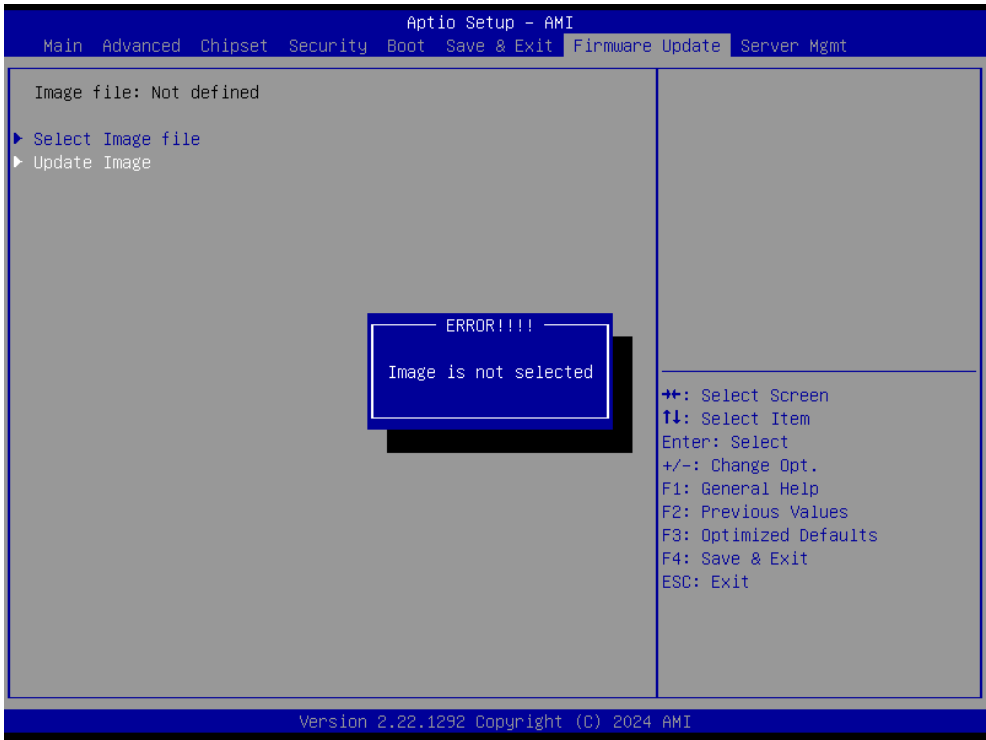 Aptio Setup – AMI
Main Advanced Chipset Security Boot Save & Exit Firmware Update Server Mgmt
Image file: Not defined
Select Image file
Update Image
ERROR!!!!
Image is not selected
→←: Select Screen
↑↓: Select Item
Enter: Select
+/-: Change Opt.
F1: General Help
F2: Previous Values
F3: Optimized Defaults
F4: Save & Exit
ESC: Exit
Version 2.22.1292 Copyright (C) 2024 AMI